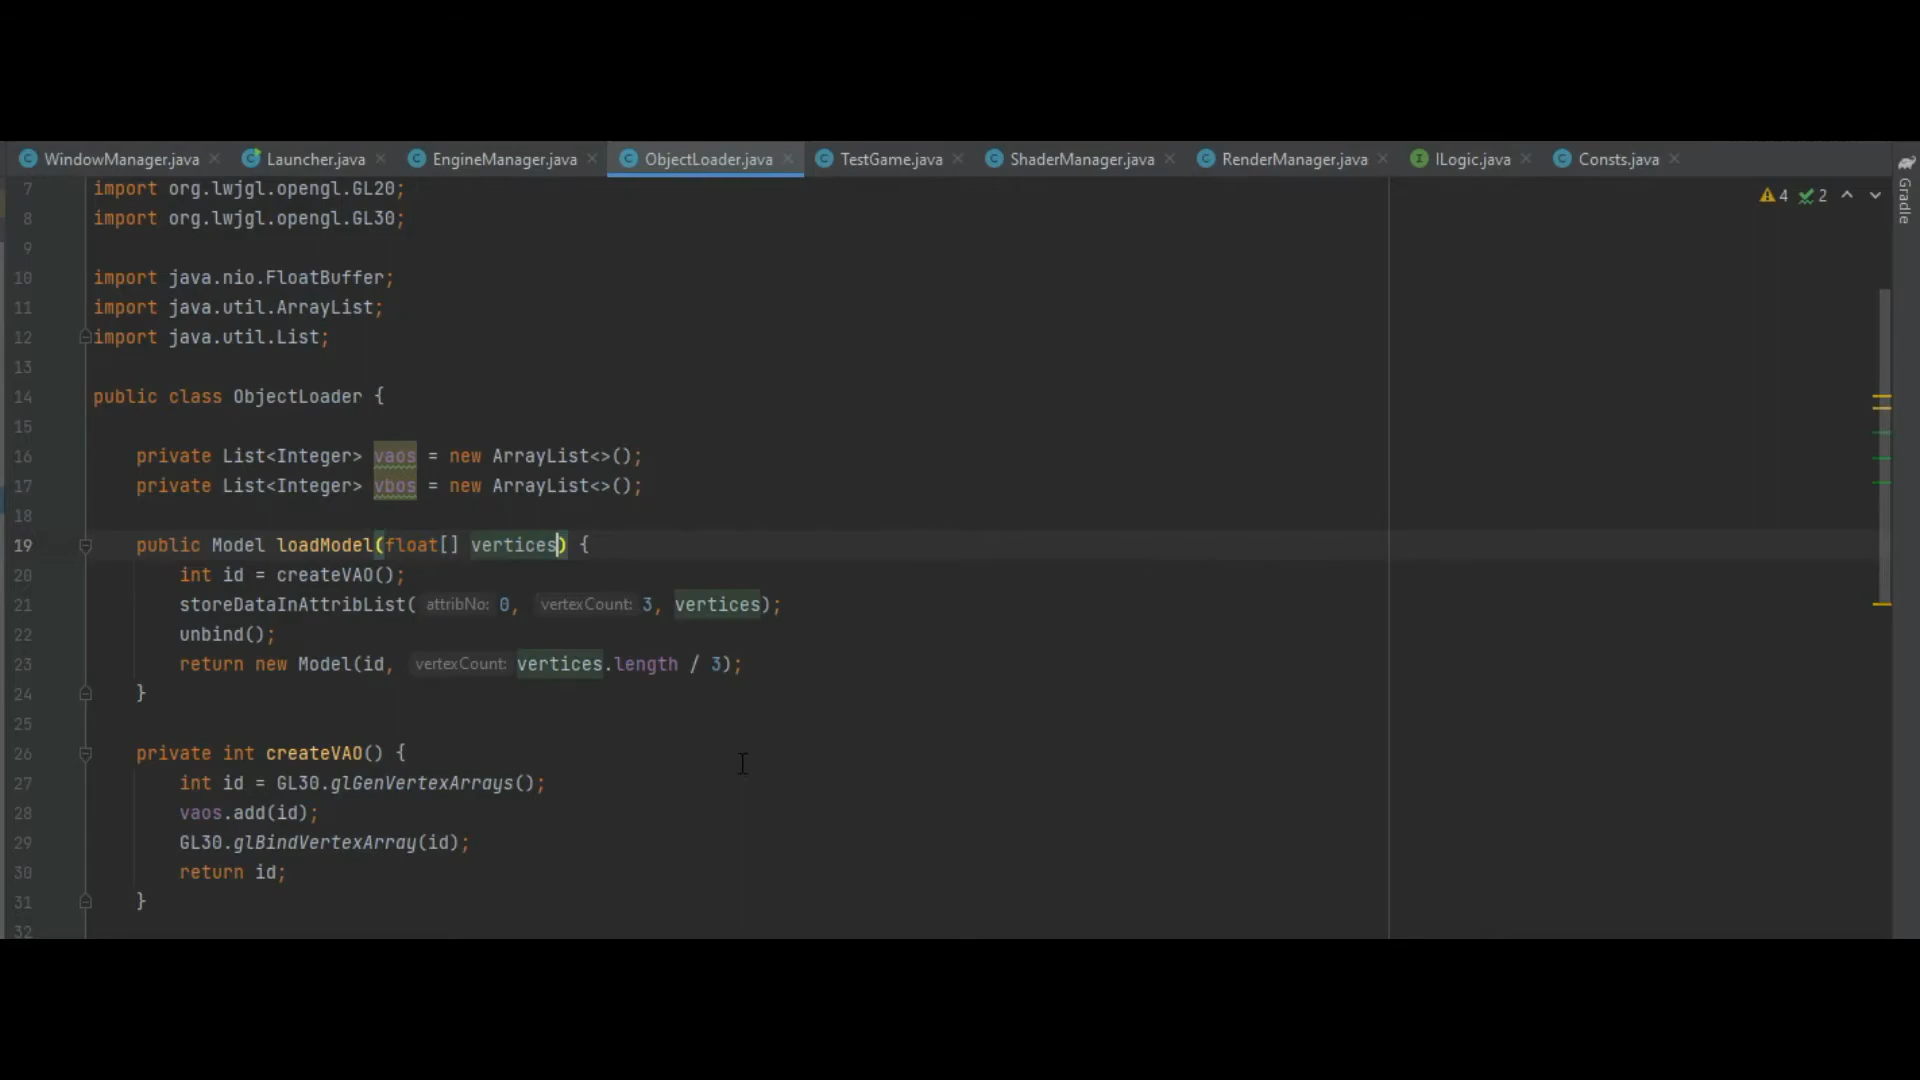 WindowManager.java Launcher.java EngineManager.java ObjectLoader.java TestGame.java ShaderManager.java RenderManager.java ILogic.java Consts.java
Gradle
4 2
7 import org.lwjgl.opengl.GL20;
8 import org.lwjgl.opengl.GL30;
9
10 import java.nio.FloatBuffer;
11 import java.util.ArrayList;
12 import java.util.List;
13
14 public class ObjectLoader {
15
16 private List<Integer> vaos = new ArrayList<>();
17 private List<Integer> vbos = new ArrayList<>();
18
19 public Model loadModel(float[] vertices) {
20 int id = createVAO();
21 storeDataInAttribList( attribNo: 0, vertexCount: 3, vertices);
22 unbind();
23 return new Model(id, vertexCount: vertices.length / 3);
24 }
25
26 private int createVAO() {
27 int id = GL30.glGenVertexArrays();
28 vaos.add(id);
29 GL30.glBindVertexArray(id);
30 return id;
31 }
32